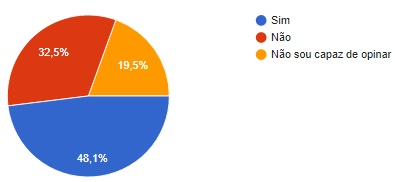 Sim
Não
Não sou capaz de opinar
32,5%
19,5%
48,1%